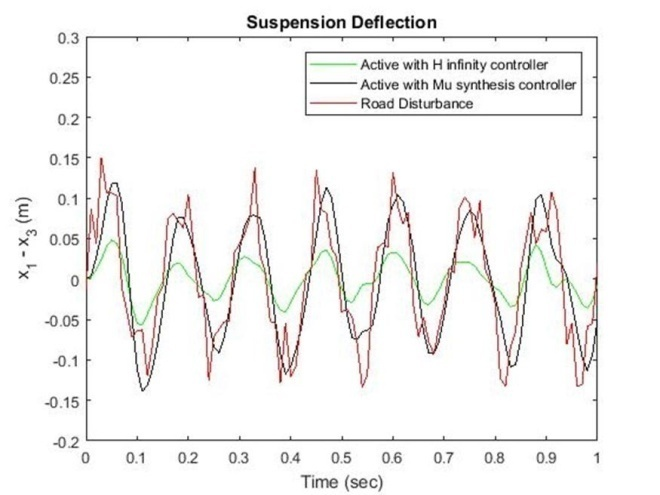 Suspension Deflection
0.3
0.25
0.2
0.15
0.1
0.05
0
-0.05
-0.1
-0.15
-0.2
x1 - x3 (m)
Active with H infinity controller
Active with Mu synthesis controller
Road Disturbance
0 0.1 0.2 0.3 0.4 0.5 0.6 0.7 0.8 0.9 1
Time (sec)